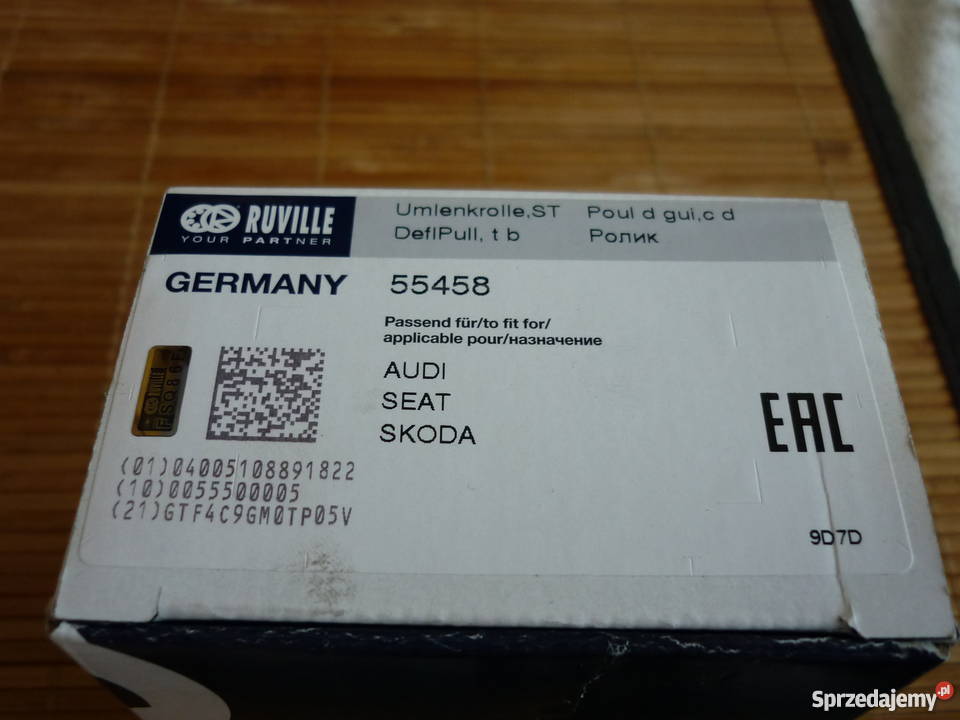 RUVILLE
YOUR PARTNER
Umlenkrolle,ST Poul d gui,c d
DeflPull, t b Ролик
GERMANY 55458
Passend für/to fit for/
applicable pour/назначение
AUDI
SEAT
SKODA
RUVILLE
EAC
(01)04005108891822
(10)0055500005
(21)GTF4C9GM0TP05V
9D7D
Sprzedajemy.pl